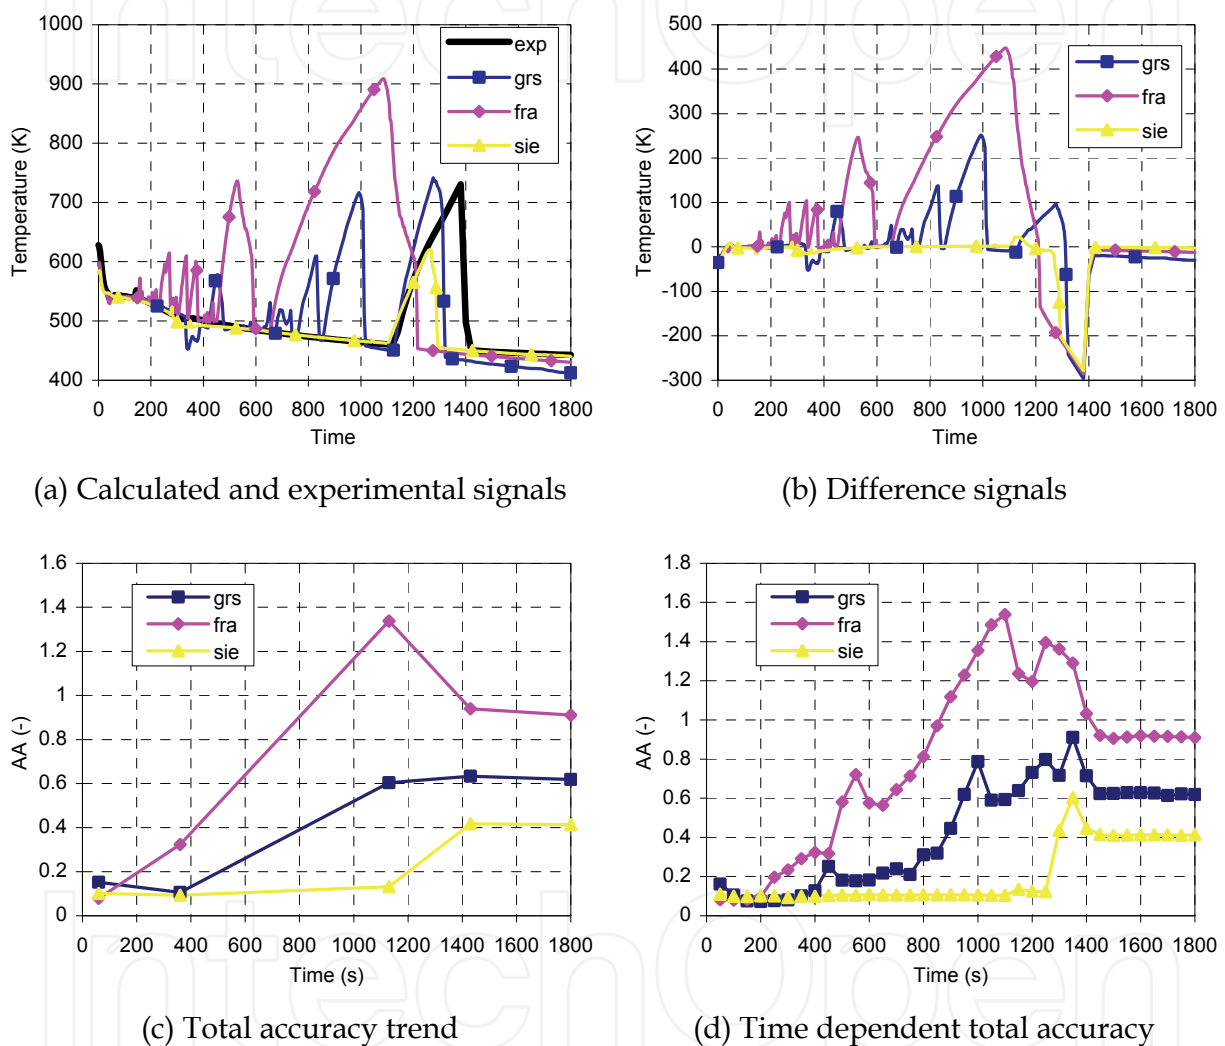 1000
900
800
700
600
500
400
Temperature (K)
0 200 400 600 800 1000 1200 1400 1600 1800
Time
exp
grs
fra
sie
(a) Calculated and experimental signals
500
400
300
200
100
0
-100
-200
-300
Temperature (K)
0 200 400 600 800 1000 1200 1400 1600 1800
Time
grs
fra
sie
(b) Difference signals
1.6
1.4
1.2
1
0.8
0.6
0.4
0.2
0
AA (-)
0 200 400 600 800 1000 1200 1400 1600 1800
Time (s)
grs
fra
sie
(c) Total accuracy trend
1.8
1.6
1.4
1.2
1
0.8
0.6
0.4
0.2
0
AA (-)
0 200 400 600 800 1000 1200 1400 1600 1800
Time (s)
grs
fra
sie
(d) Time dependent total accuracy
IntechOpen
IntechOpen